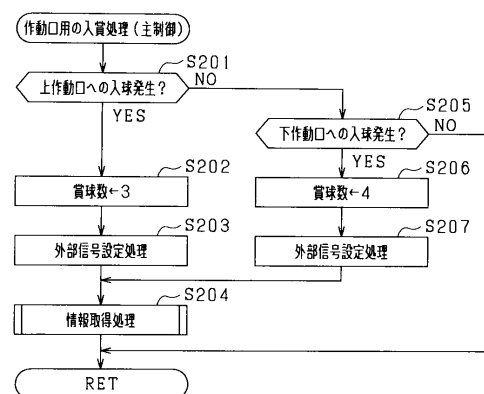 作動口用の入賞処理(主制御)
S201
上作動口への入球発生?
NO
YES
S205
下作動口への入球発生?
NO
YES
S202
賞球数←3
S206
賞球数←4
S203
外部信号設定処理
S207
外部信号設定処理
S204
情報取得処理
RET